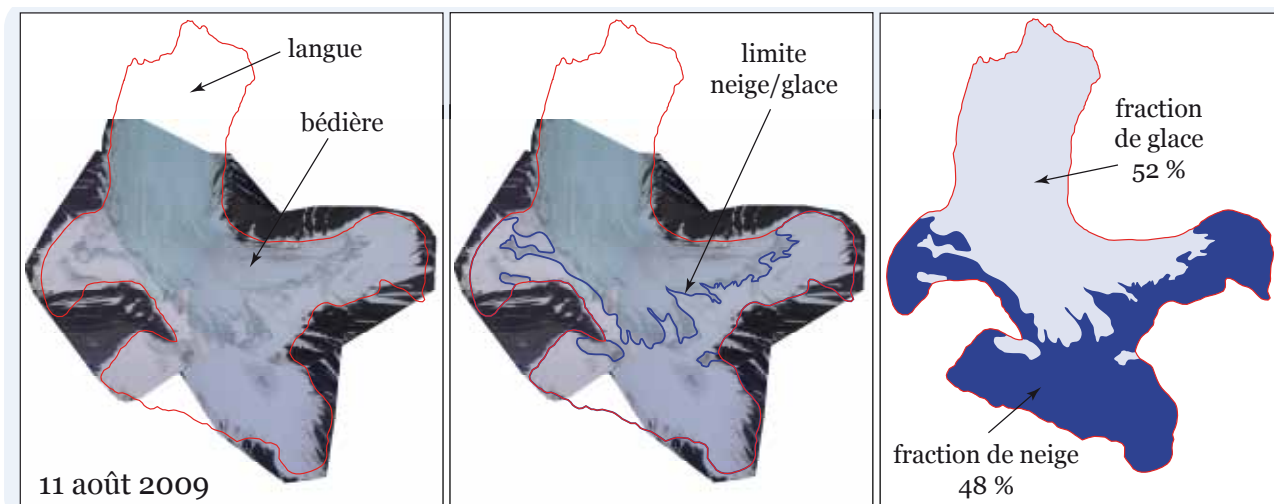 langue
bédière
11 août 2009
limite
neige/glace
fraction
de glace
52 %
fraction de neige
48 %